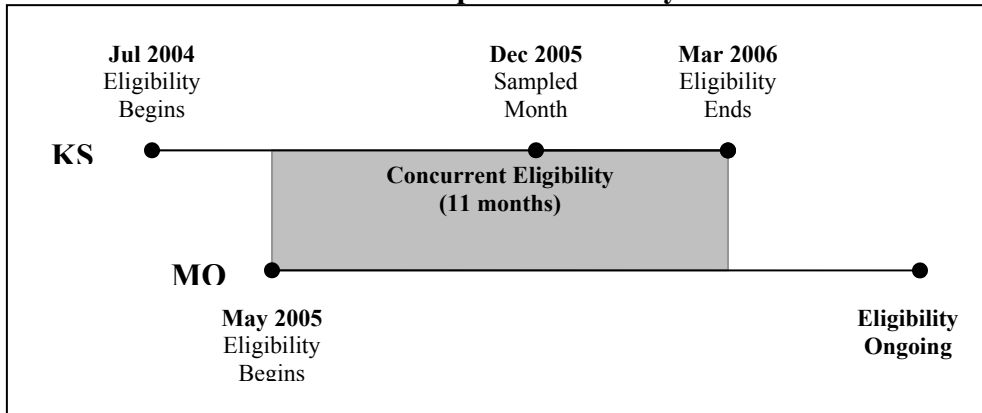 Jul 2004
Eligibility
Begins
Dec 2005
Sampled
Month
Mar 2006
Eligibility
Ends
KS
Concurrent Eligibility
(11 months)
MO
May 2005
Eligibility
Begins
Eligibility
Ongoing